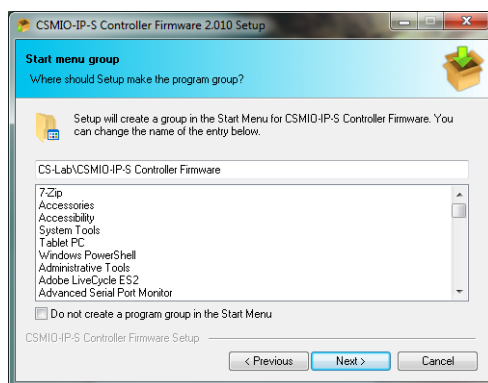 CSMIO-IP-S Controller Firmware 2.010 Setup
Start menu group
Where should Setup make the program group?
Setup will create a group in the Start Menu for CSMIO-IP-S Controller Firmware. You
can change the name of the entry below.
CS-Lab\CSMIO-IP-S Controller Firmware
7-Zip
Accessories
Accessibility
System Tools
Tablet PC
Windows PowerShell
Administrative Tools
Adobe LiveCycle ES2
Advanced Serial Port Monitor
Do not create a program group in the Start Menu
CSMIO-IP-S Controller Firmware Setup
< Previous
Next >
Cancel